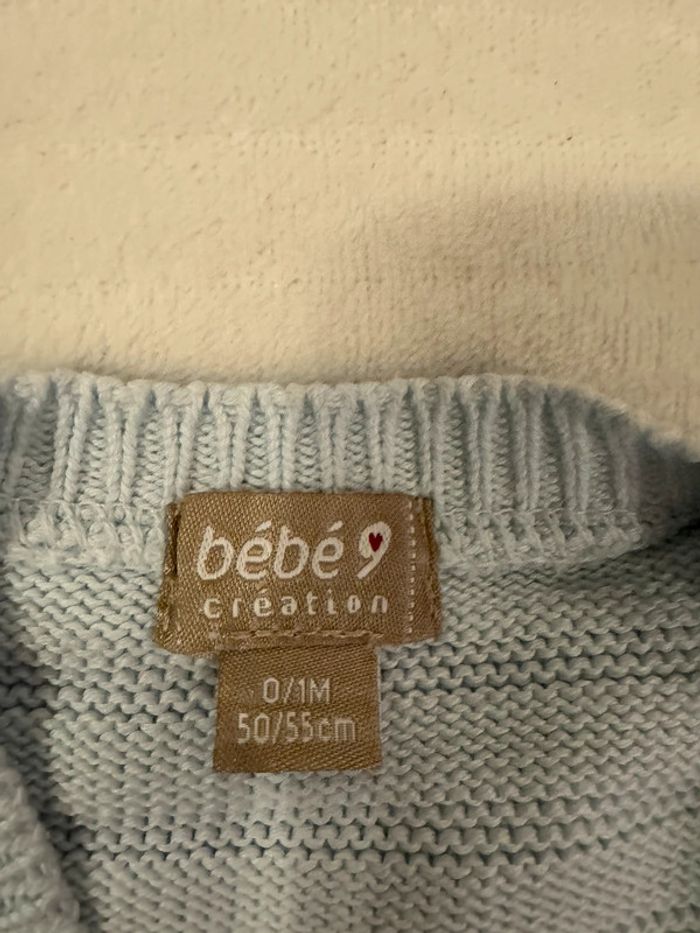 bébé 9
création
0/1M
50/55cm